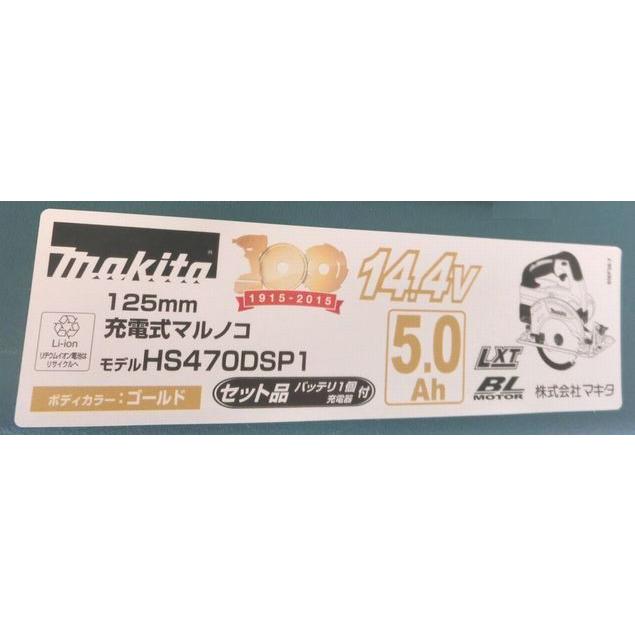 makita
100
1915-2015
14.4V
125mm
充電式マルノコ
モデルHS470DSP1
Li-ion
リチウムイオン電池は
リサイクルへ
5.0
Ah
LXT
BL
MOTOR
株式会社マキタ
ボディカラー:ゴールド
セット品 バッテリ1個
充電器 付